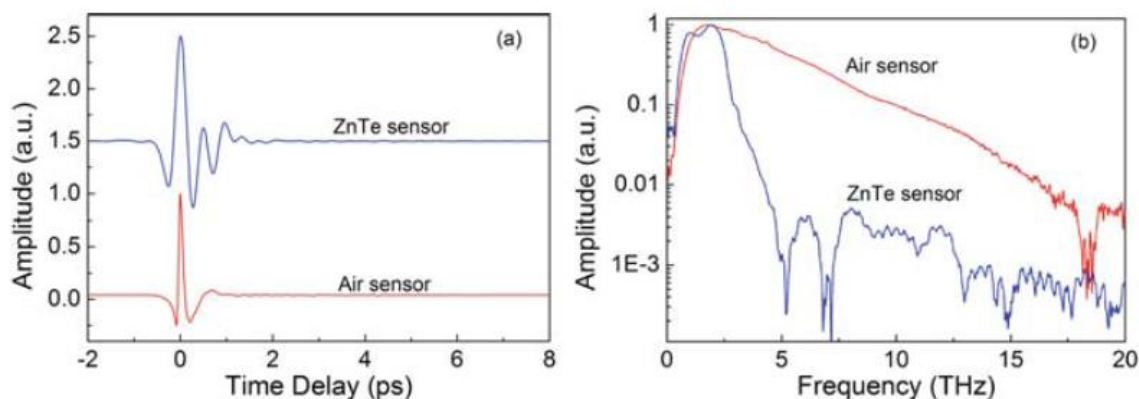 (a)
2.5
2.0
1.5
1.0
0.5
0.0
Amplitude (a.u.)
ZnTe sensor
Air sensor
-2
0
2
4
6
8
Time Delay (ps)
(b)
1
0.1
0.01
1E-3
Amplitude (a.u.)
Air sensor
ZnTe sensor
0
5
10
15
20
Frequency (THz)